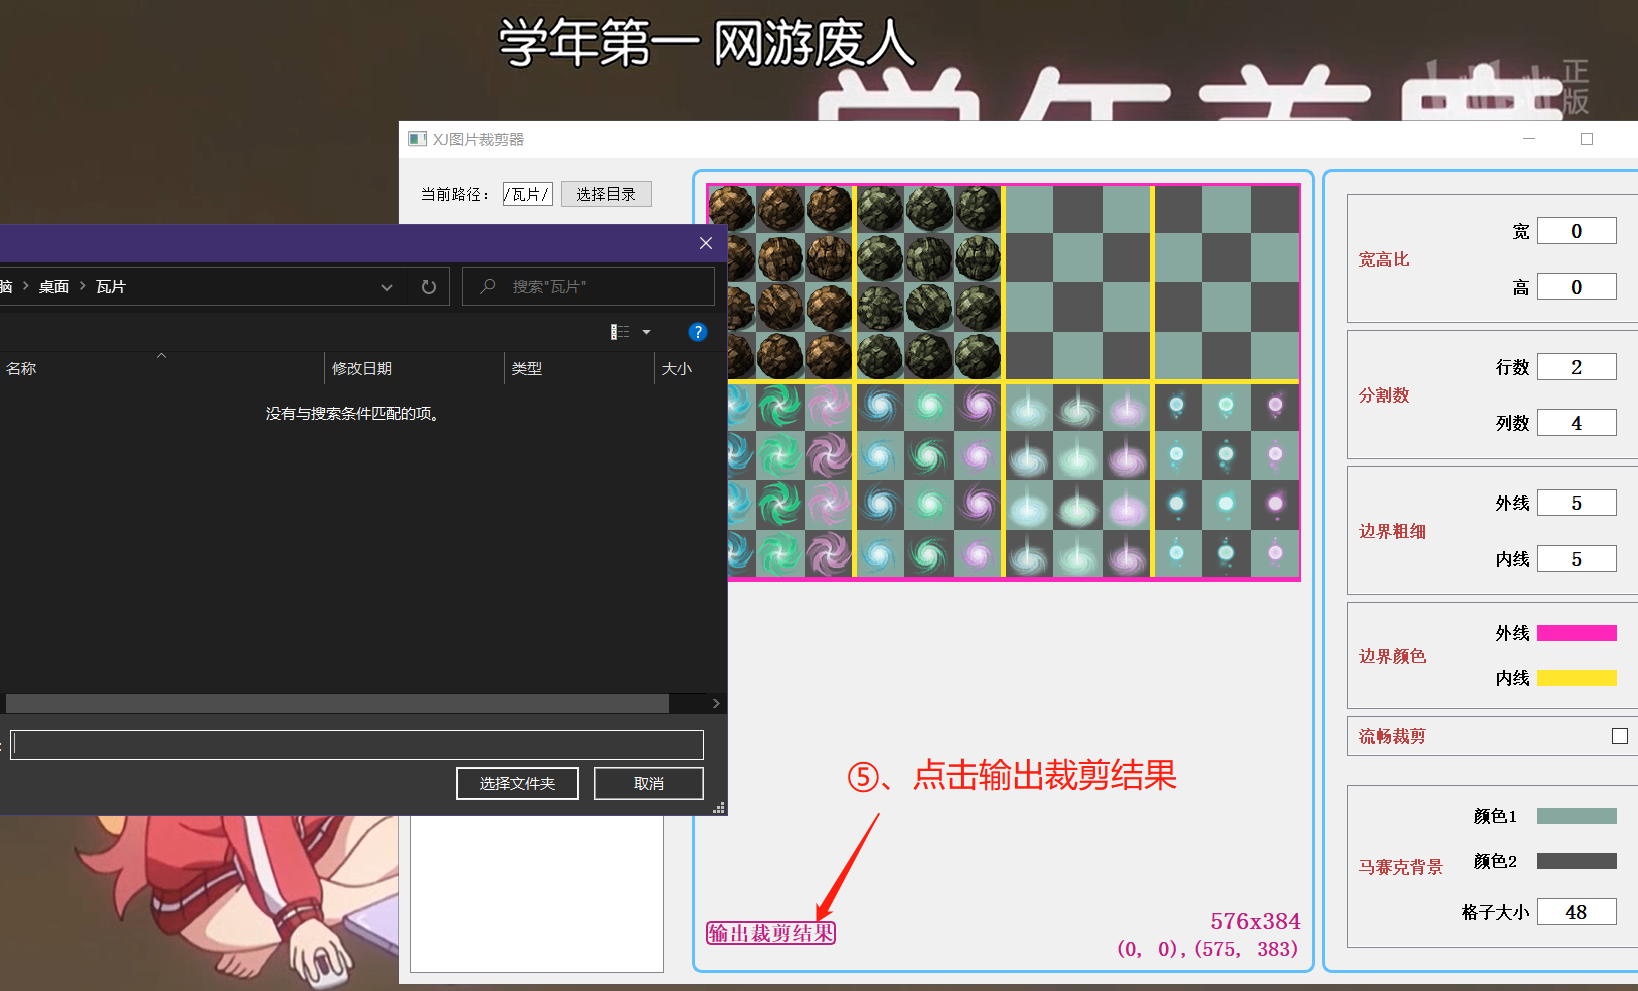 学年第一 网游废人
正版
XJ图片裁剪器
当前路径： /瓦片/ 选择目录
脑 > 桌面 > 瓦片
搜索"瓦片"
?
名称 修改日期 类型 大小
没有与搜索条件匹配的项。
:
选择文件夹 取消
⑤、点击输出裁剪结果
输出裁剪结果
576x384
(0, 0),(575, 383)
宽高比
宽 0
高 0
分割数
行数 2
列数 4
边界粗细
外线 5
内线 5
边界颜色
外线
内线
流畅裁剪
马赛克背景
颜色1
颜色2
格子大小 48